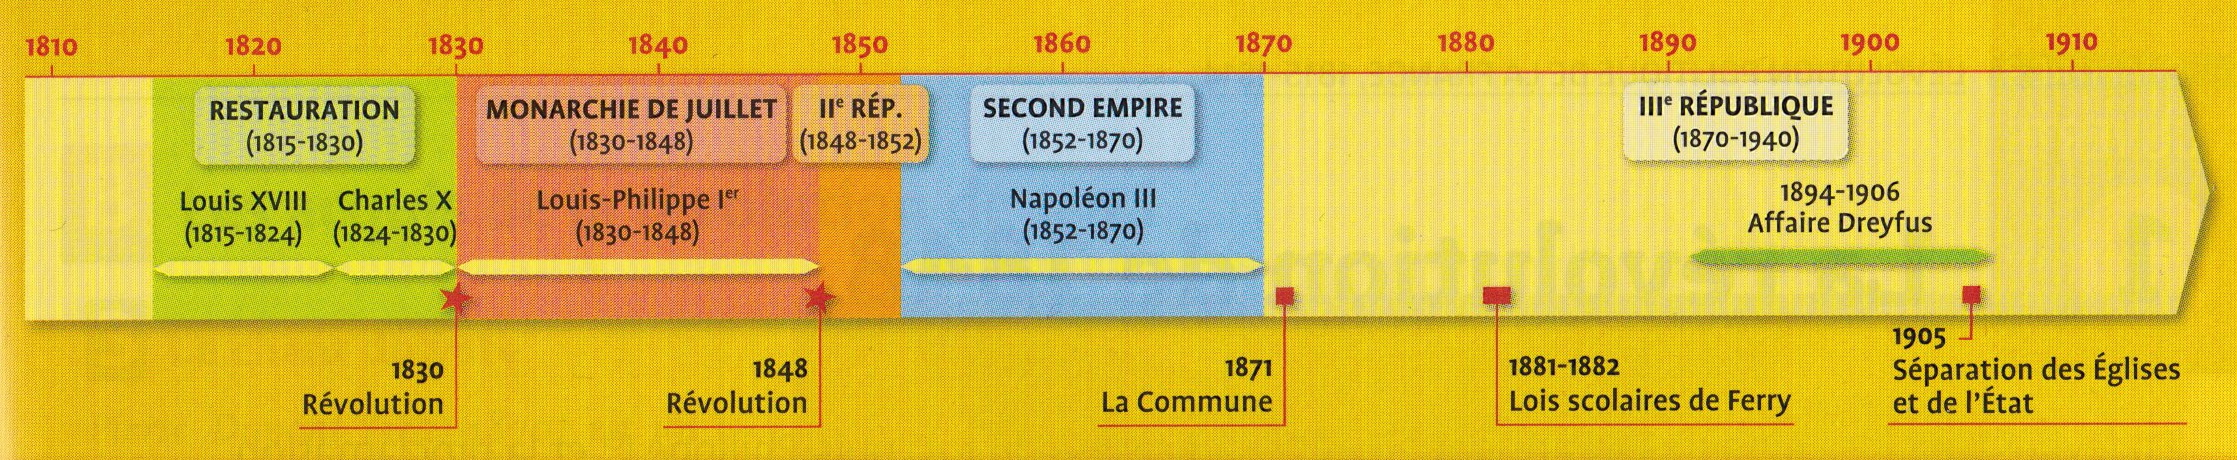 1810 1820 1830 1840 1850 1860 1870 1880 1890 1900 1910
RESTAURATION
(1815-1830)
MONARCHIE DE JUILLET
(1830-1848)
IIe RÉP.
(1848-1852)
SECOND EMPIRE
(1852-1870)
IIIe RÉPUBLIQUE
(1870-1940)
Louis XVIII
(1815-1824)
Charles X
(1824-1830)
Louis-Philippe Ier
(1830-1848)
Napoléon III
(1852-1870)
1894-1906
Affaire Dreyfus
1830
Révolution
1848
Révolution
1871
La Commune
1881-1882
Lois scolaires de Ferry
1905
Séparation des Églises
et de l'État